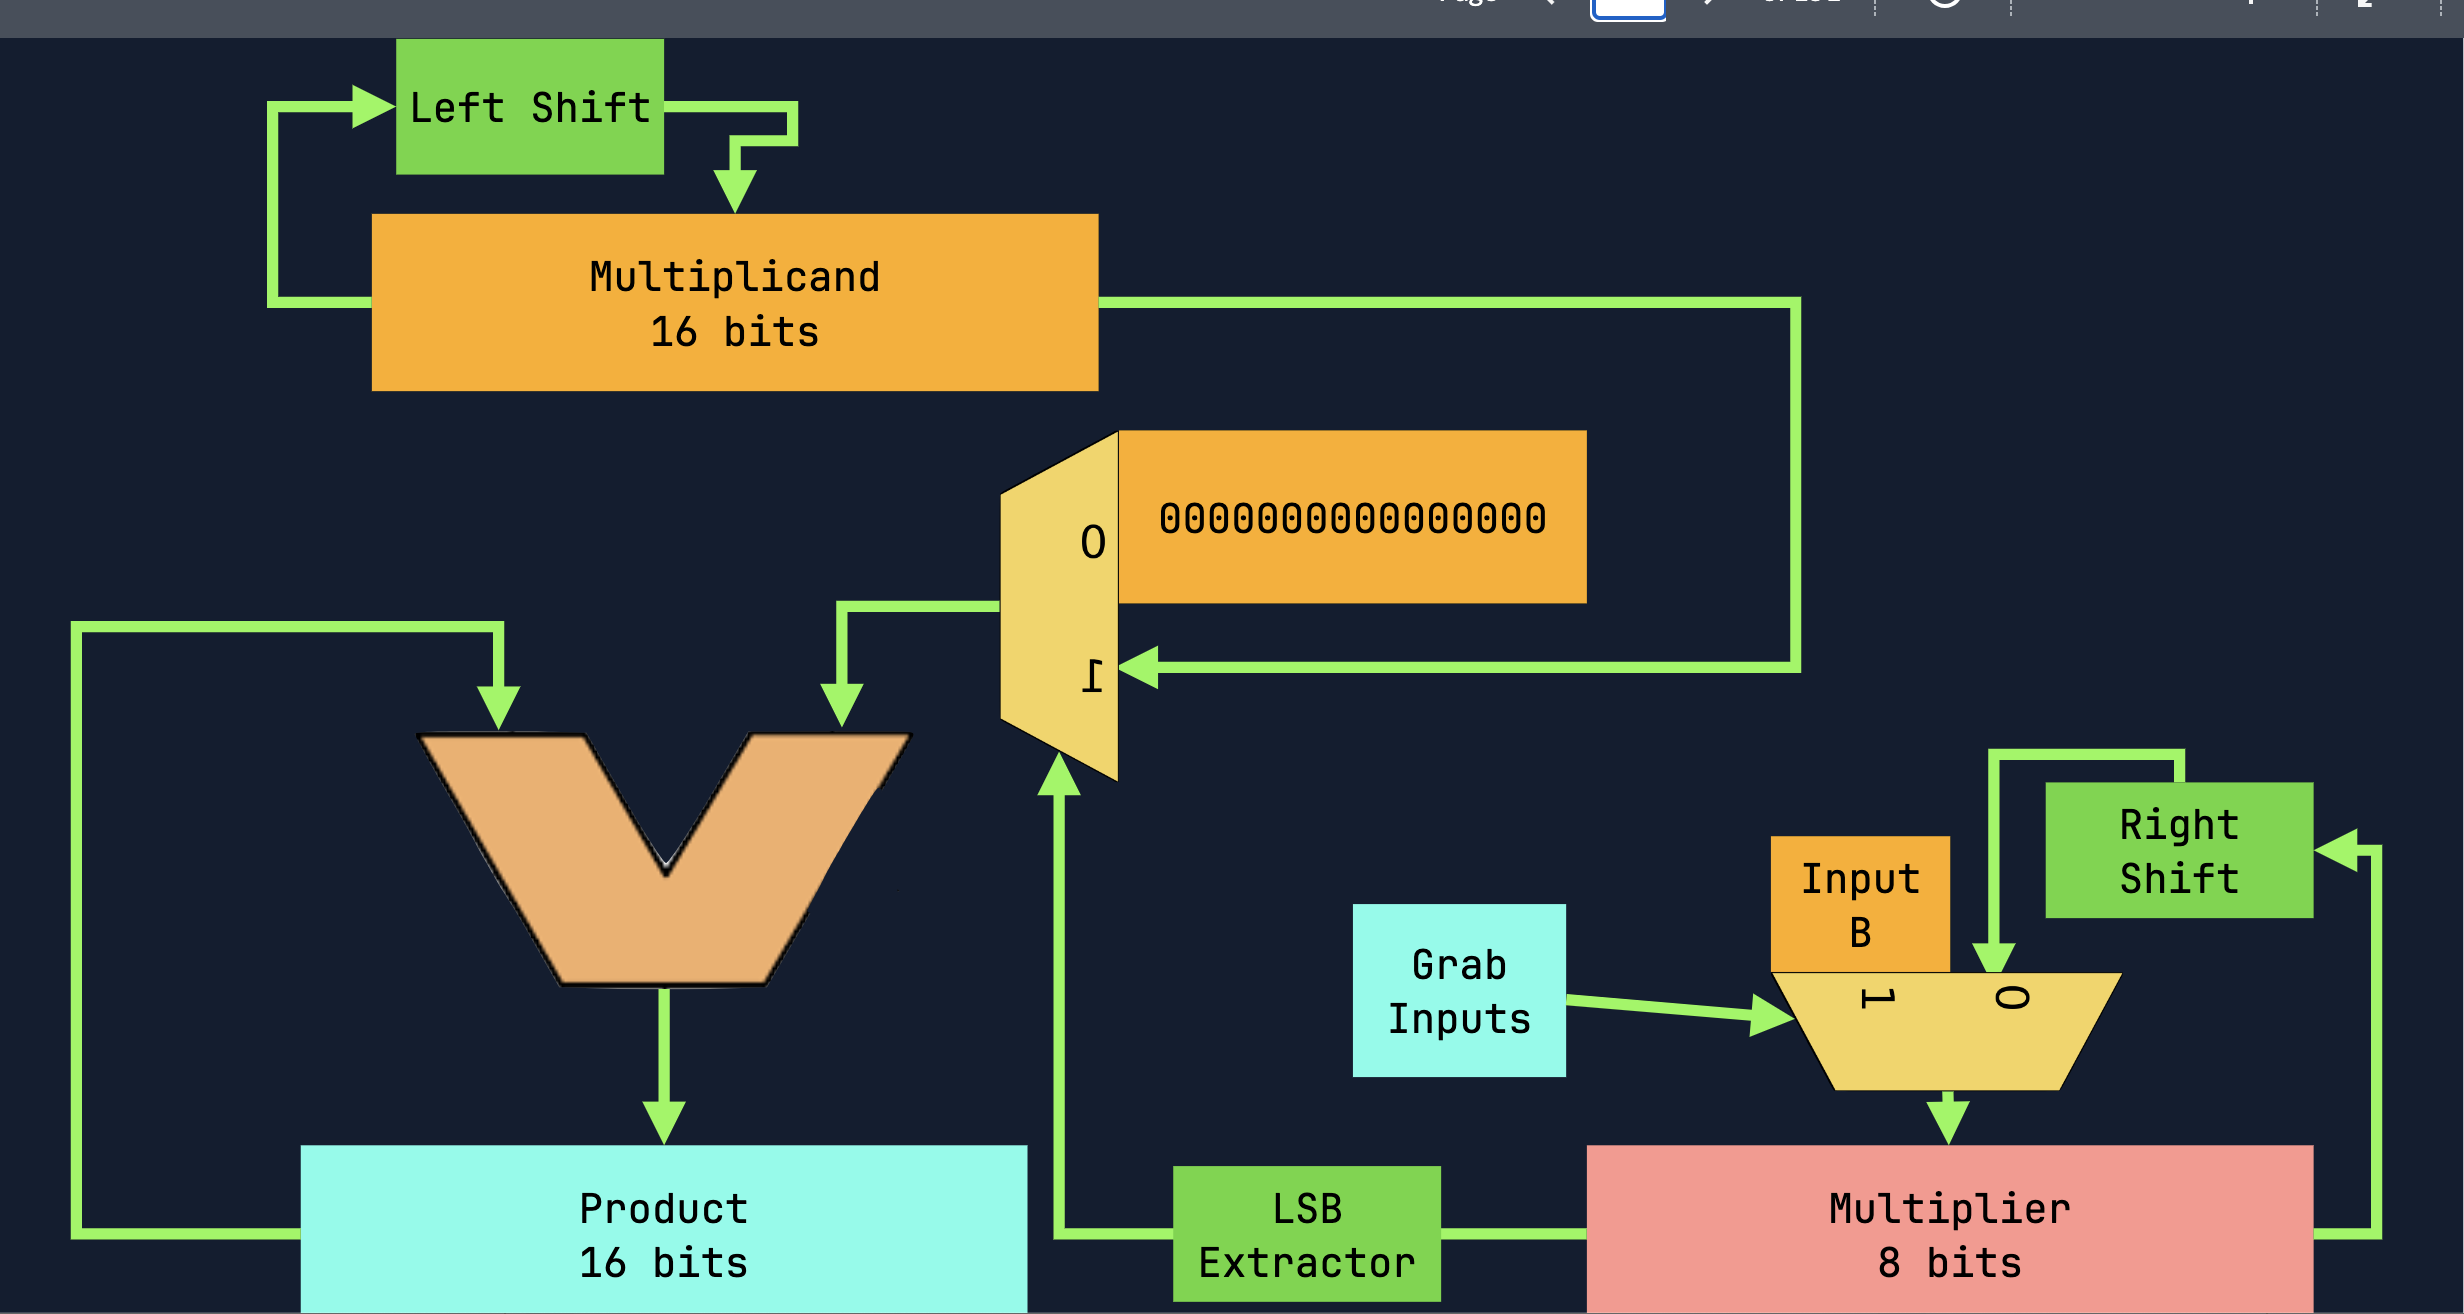 Left Shift
Multiplicand
16 bits
0
0000000000000000
1
Right
Shift
Input
B
Grab
Inputs
1
0
Product
16 bits
LSB
Extractor
Multiplier
8 bits